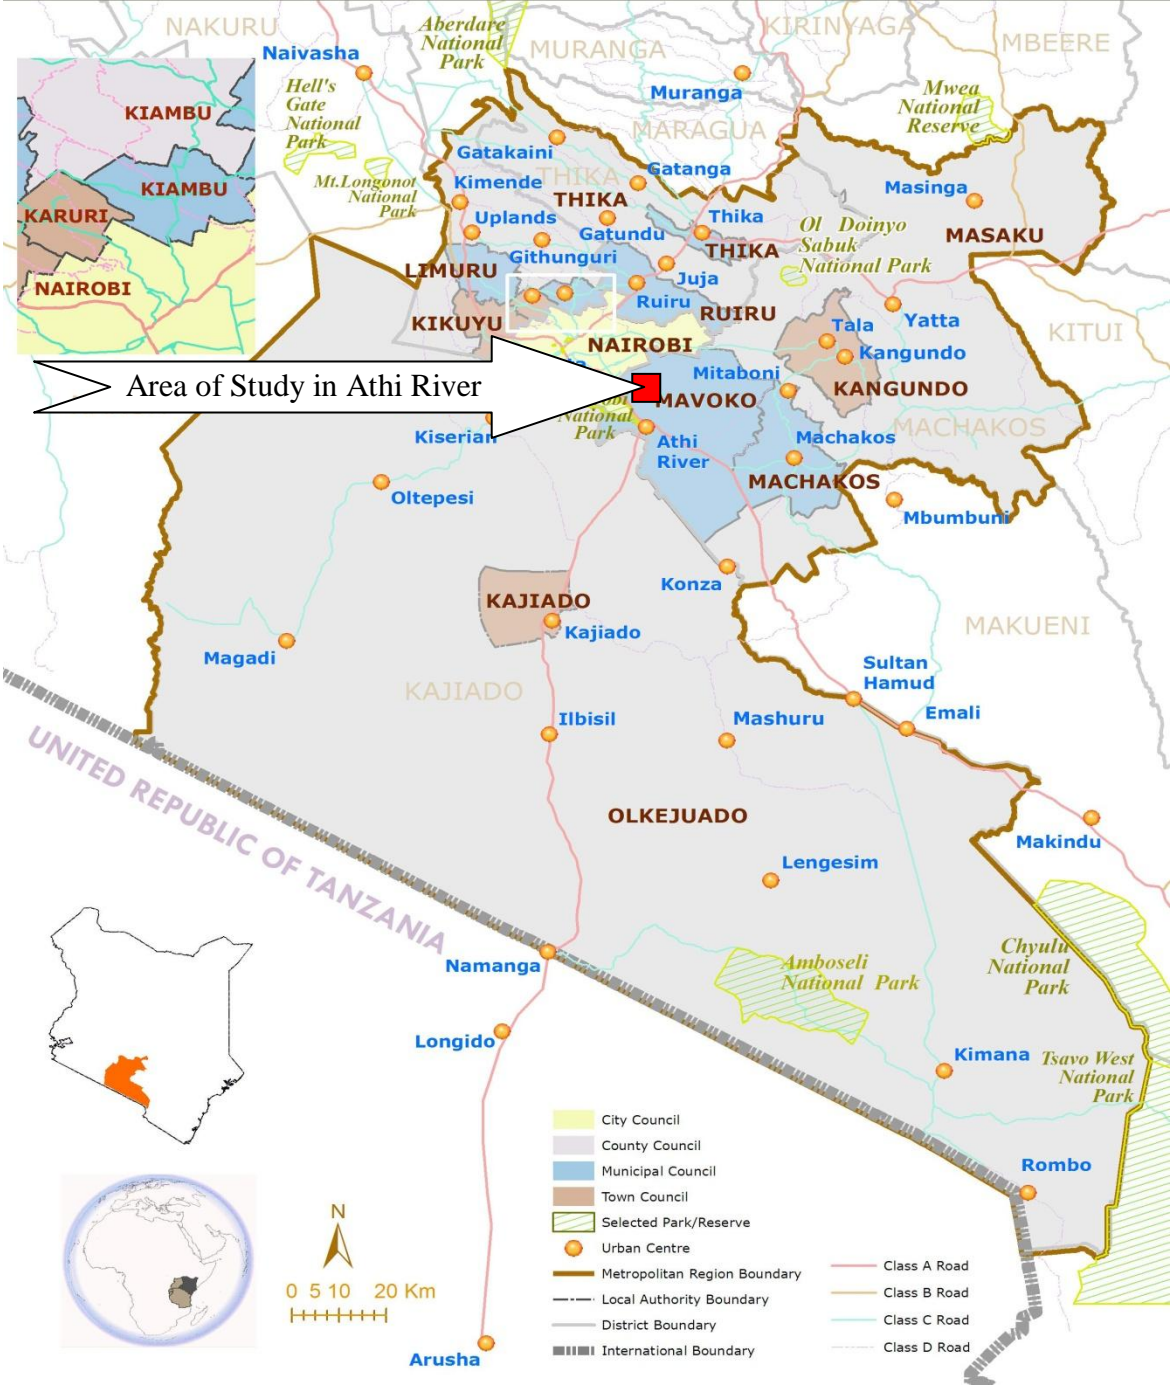 NAKURU
Aberdare
National
Park
MURANGA
KIRINYAGA
MBEERE
Naivasha
Hell's
Gate
National
Park
Muranga
MARAGUA
Mwea
National
Reserve
KIAMBU
KIAMBU
KARURI
NAIROBI
Gatakaini
Mt.Longonot
National
Park
Kimende
THIKA
THIKA
Gatanga
Masinga
Uplands
Gatundu
Thika
THIKA
Ol Doinyo
Sabuk
National Park
MASAKU
Githunguri
LIMURU
Juja
Ruiru
RUIRU
KIKUYU
NAIROBI
Tala
Yatta
KITUI
Kangundo
KANGUNDO
Area of Study in Athi River
Mitaboni
MAVOKO
National
Park
Kiserian
Athi
River
Machakos
MACHAKOS
MACHAKOS
Oltepesi
Mbumbuni
Konza
KAJIADO
Kajiado
MAKUENI
Magadi
KAJIADO
Sultan
Hamud
Emali
Ilbisil
Mashuru
UNITED REPUBLIC OF TANZANIA
OLKEJUADO
Makindu
Lengesim
Chyulu
National
Park
Namanga
Amboseli
National Park
Longido
Kimana
Tsavo West
National
Park
Rombo
Arusha
N
0 5 10 20 Km
City Council
County Council
Municipal Council
Town Council
Selected Park/Reserve
Urban Centre
Metropolitan Region Boundary
Local Authority Boundary
District Boundary
International Boundary
Class A Road
Class B Road
Class C Road
Class D Road